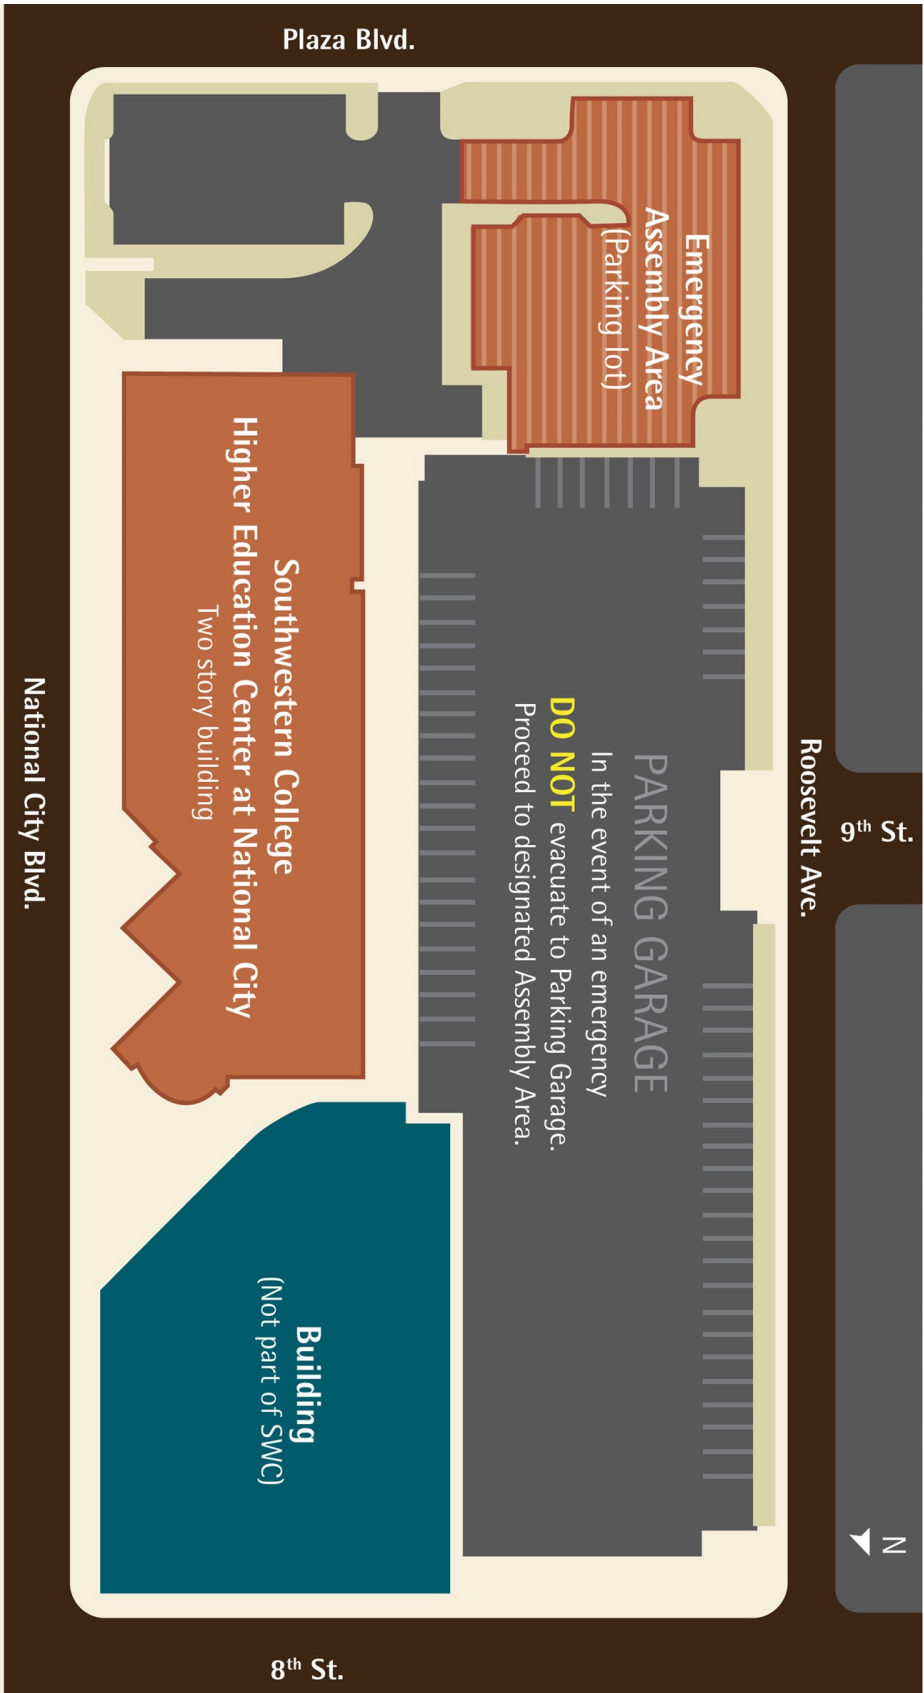 Plaza Blvd.
Emergency
Assembly Area
(Parking lot)
Southwestern College
Higher Education Center at National City
Two story building
PARKING GARAGE
In the event of an emergency
DO NOT evacuate to Parking Garage.
Proceed to designated Assembly Area.
Roosevelt Ave.
9th St.
National City Blvd.
Building
(Not part of SWC)
N
8th St.